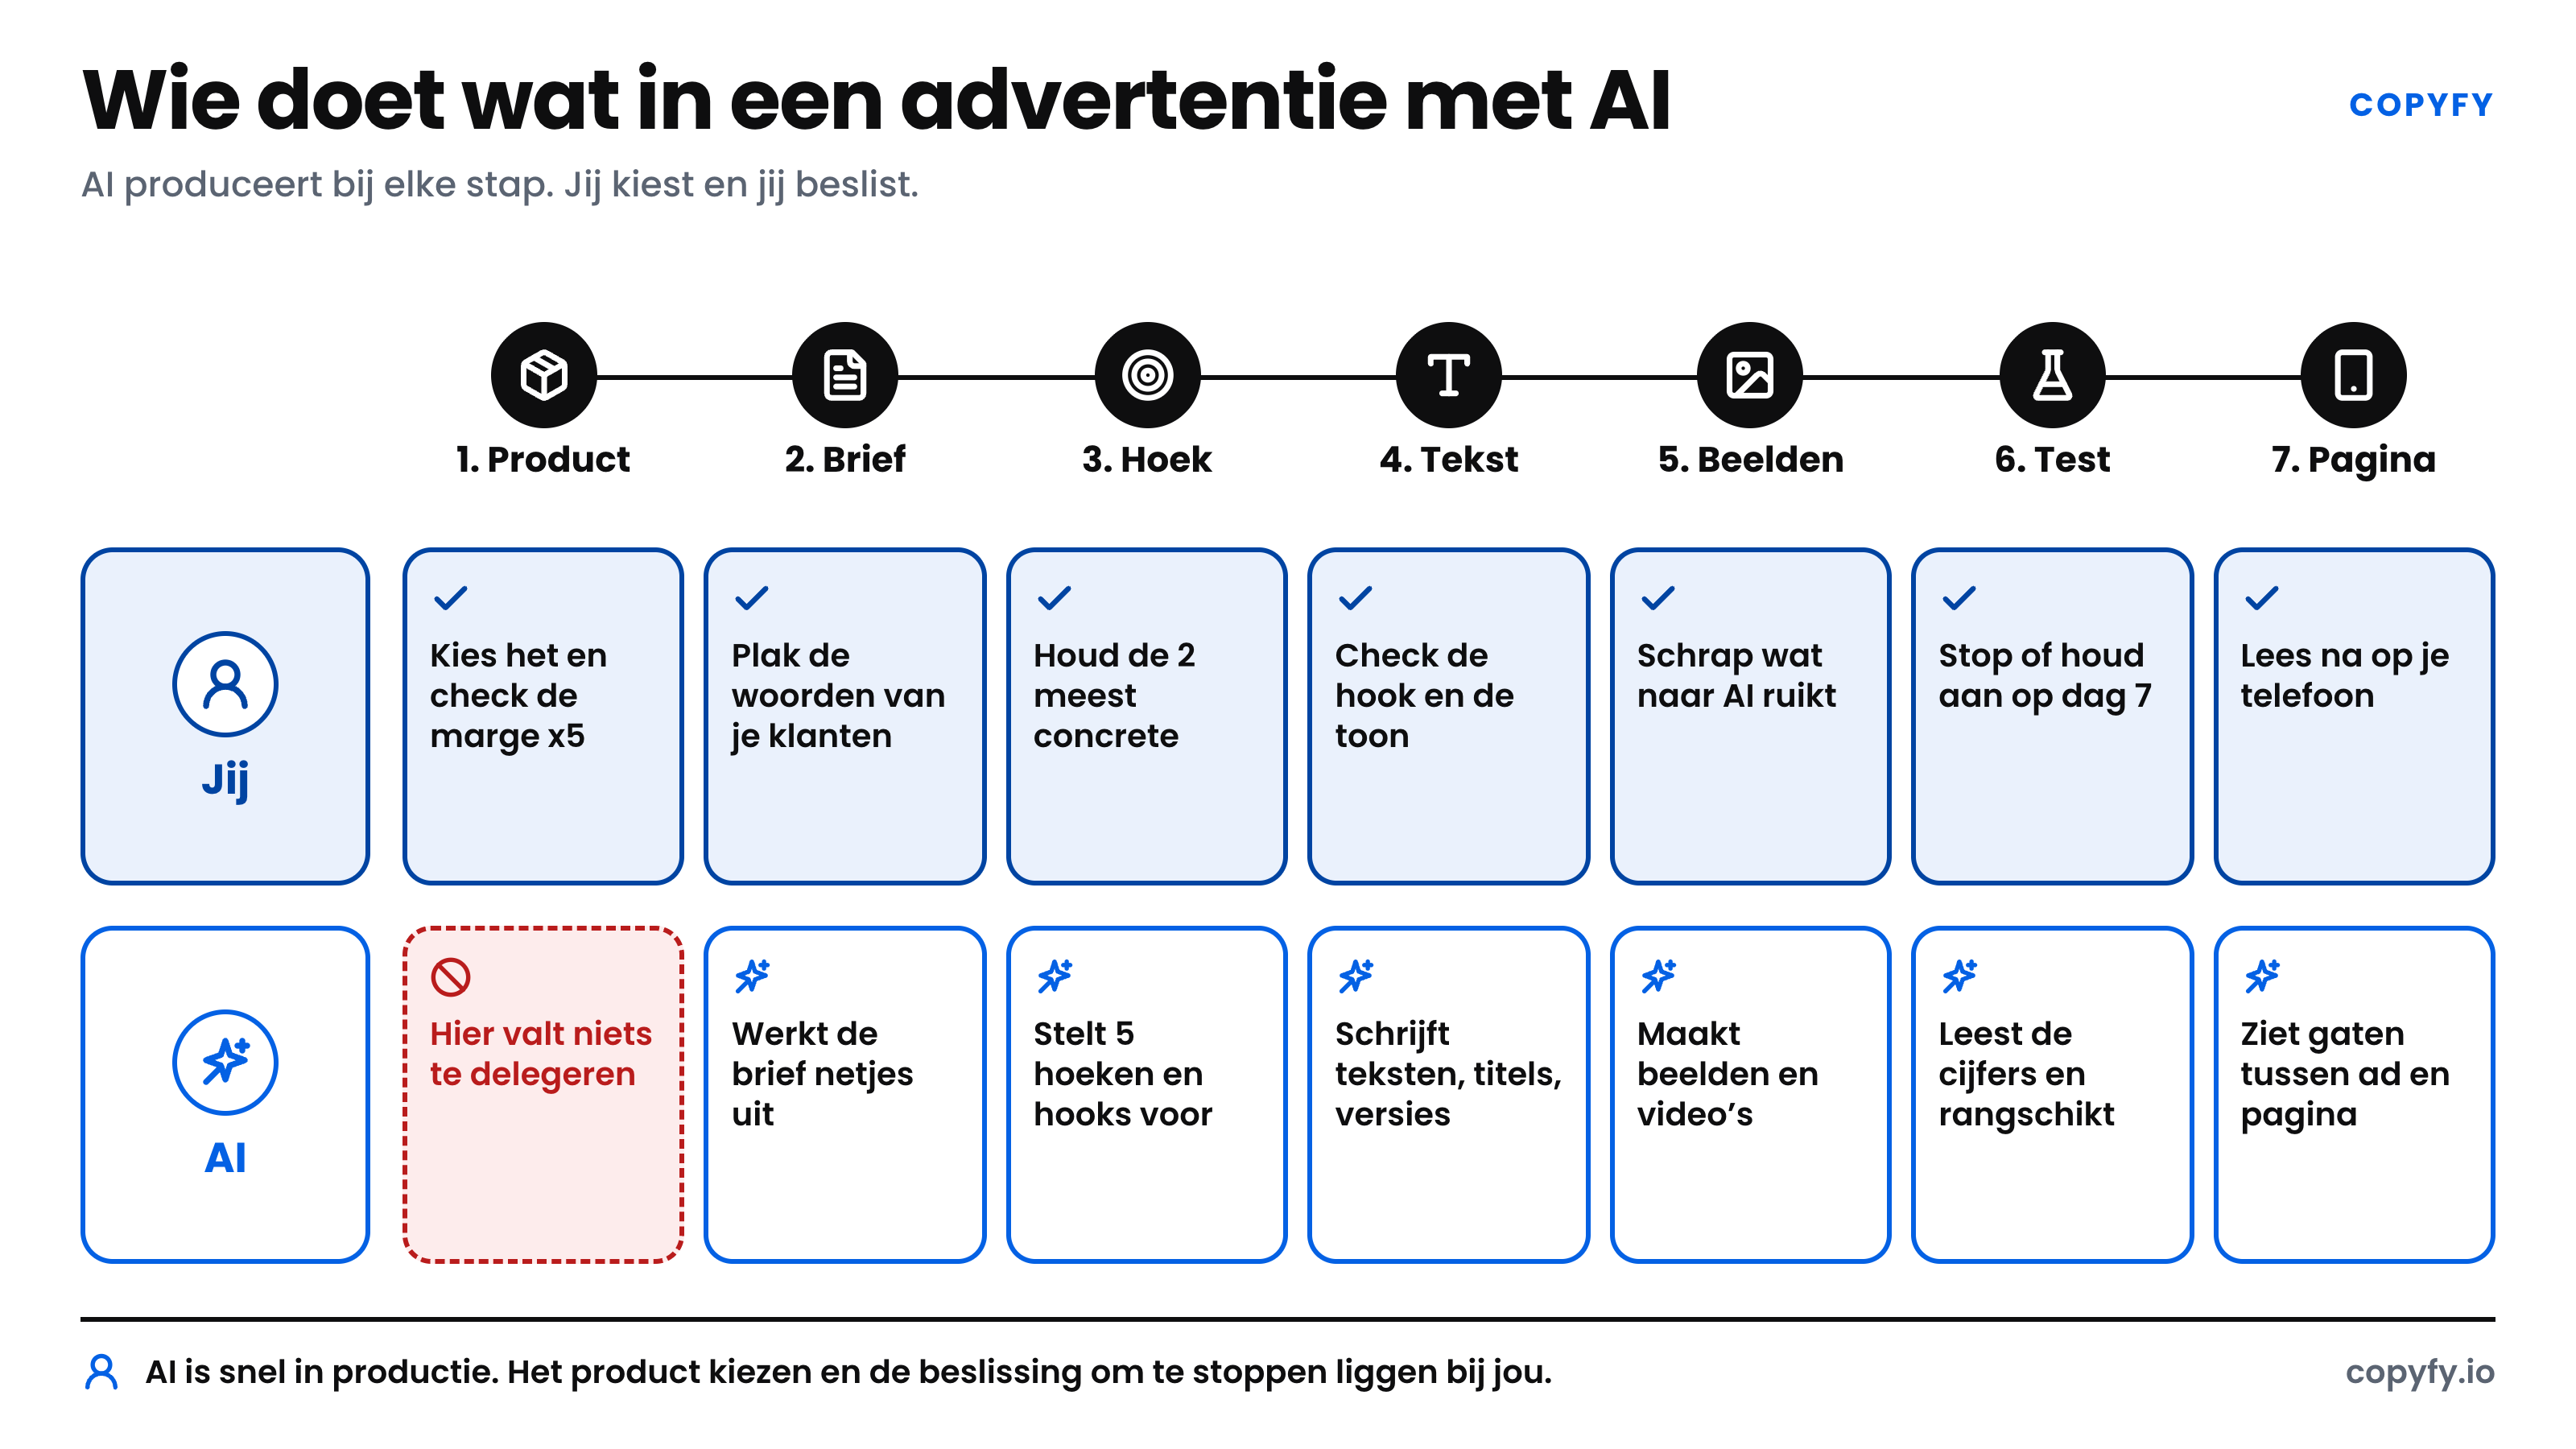 Wie doet wat in een advertentie met AI
COPYFY
AI produceert bij elke stap. Jij kiest en jij beslist.
1. Product
2. Brief
3. Hoek
4. Tekst
5. Beelden
6. Test
7. Pagina
Jij
Kies het en
check de
marge x5
Plak de
woorden van
je klanten
Houd de 2
meest
concrete
Check de
hook en de
toon
Schrap wat
naar AI ruikt
Stop of houd
aan op dag 7
Lees na op je
telefoon
AI
Hier valt niets
te delegeren
Werkt de
brief netjes
uit
Stelt 5
hoeken en
hooks voor
Schrijft
teksten, titels,
versies
Maakt
beelden en
video’s
Leest de
cijfers en
rangschikt
Ziet gaten
tussen ad en
pagina
AI is snel in productie. Het product kiezen en de beslissing om te stoppen liggen bij jou.
copyfy.io